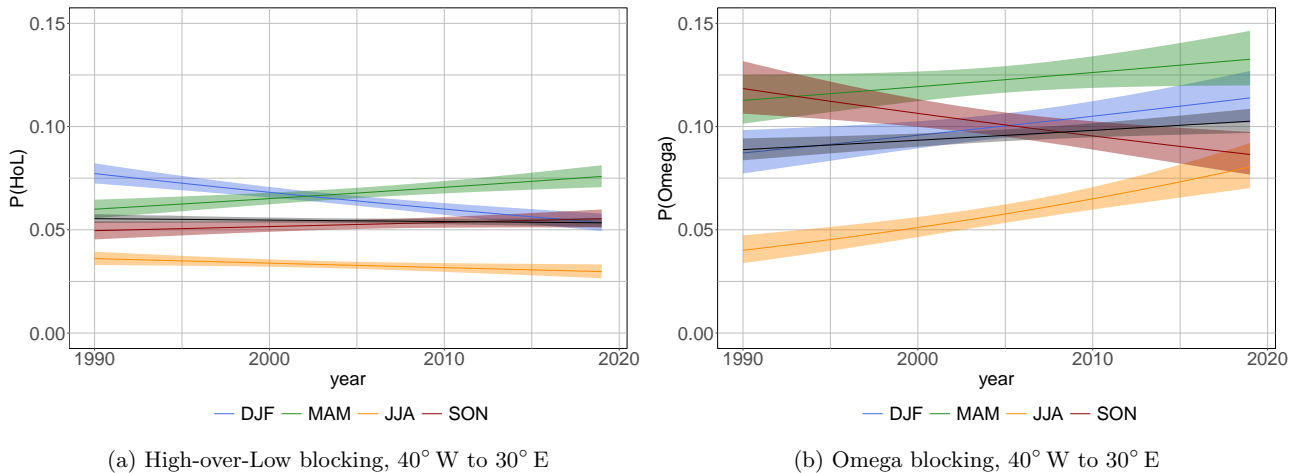 0.15
0.10
0.05
0.00
P(HoL)
1990 2000 2010 2020
year
DJF MAM JJA SON
(a) High-over-Low blocking, 40° W to 30° E
0.15
0.10
0.05
0.00
P(Omega)
1990 2000 2010 2020
year
DJF MAM JJA SON
(b) Omega blocking, 40° W to 30° E